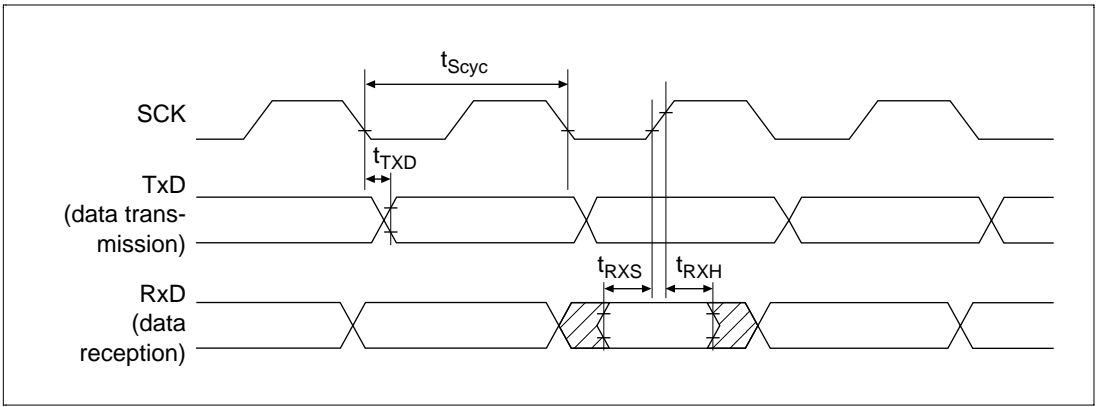 tScyc
SCK
tTXD
TxD
(data trans-
mission)
tRXS tRXH
RxD
(data
reception)